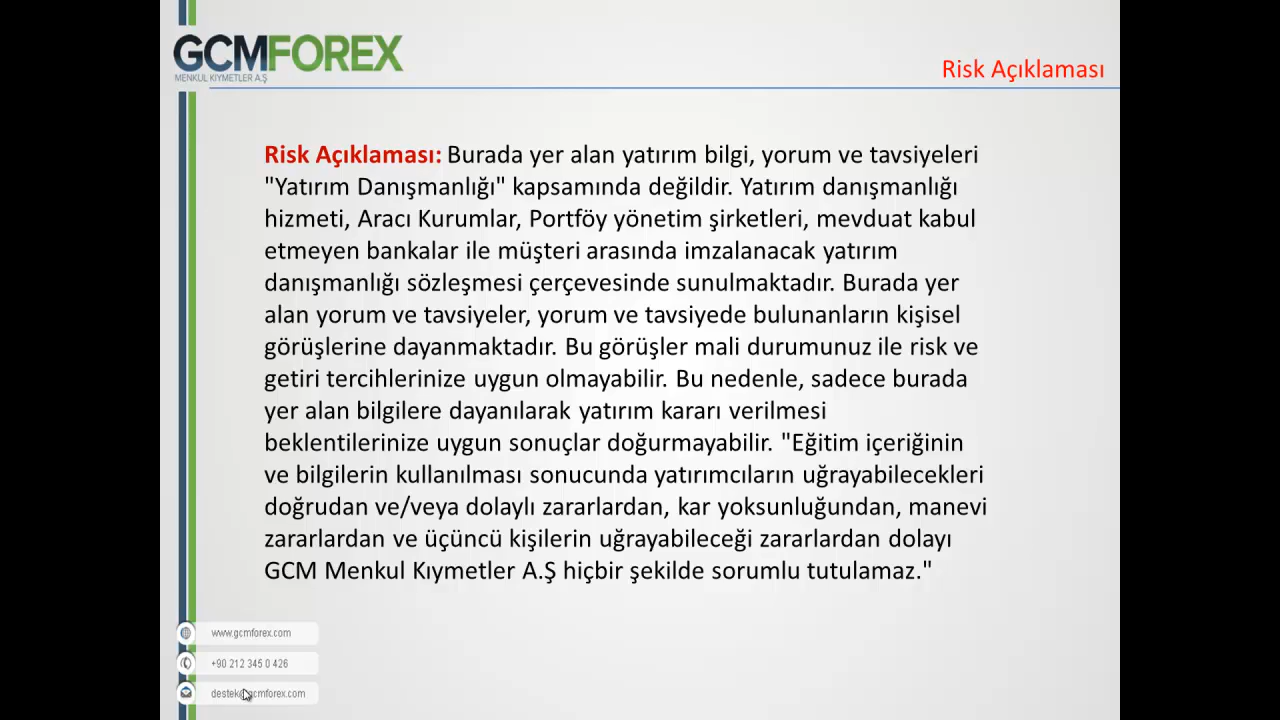 GCMFOREX
MENKUL KIYMETLER A.Ş
Risk Açıklaması
Risk Açıklaması: Burada yer alan yatırım bilgi, yorum ve tavsiyeleri
"Yatırım Danışmanlığı" kapsamında değildir. Yatırım danışmanlığı
hizmeti, Aracı Kurumlar, Portföy yönetim şirketleri, mevduat kabul
etmeyen bankalar ile müşteri arasında imzalanacak yatırım
danışmanlığı sözleşmesi çerçevesinde sunulmaktadır. Burada yer
alan yorum ve tavsiyeler, yorum ve tavsiyede bulunanların kişisel
görüşlerine dayanmaktadır. Bu görüşler mali durumunuz ile risk ve
getiri tercihlerinize uygun olmayabilir. Bu nedenle, sadece burada
yer alan bilgilere dayanılarak yatırım kararı verilmesi
beklentilerinize uygun sonuçlar doğurmayabilir. "Eğitim içeriğinin
ve bilgilerin kullanılması sonucunda yatırımcıların uğrayabilecekleri
doğrudan ve/veya dolaylı zararlardan, kar yoksunluğundan, manevi
zararlardan ve üçüncü kişilerin uğrayabileceği zararlardan dolayı
GCM Menkul Kıymetler A.Ş hiçbir şekilde sorumlu tutulamaz."
www.gcmforex.com
+90 212 345 0 426
destek@gcmforex.com